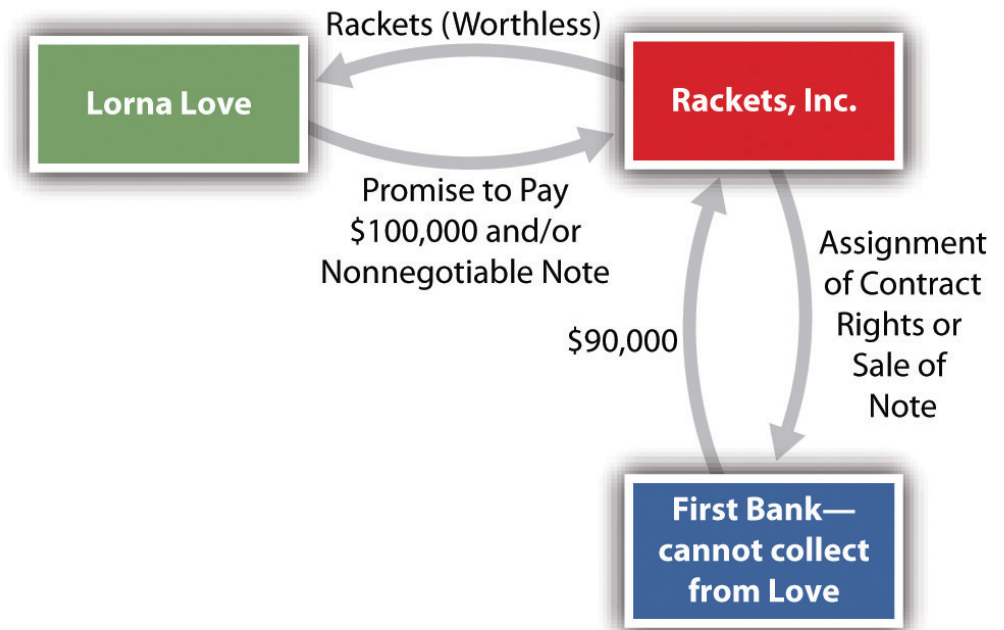 Rackets (Worthless)
Lorna Love
Rackets, Inc.
Promise to Pay
$100,000 and/or
Nonnegotiable Note
Assignment
of Contract
Rights or
Sale of
Note
$90,000
First Bank—
cannot collect
from Love